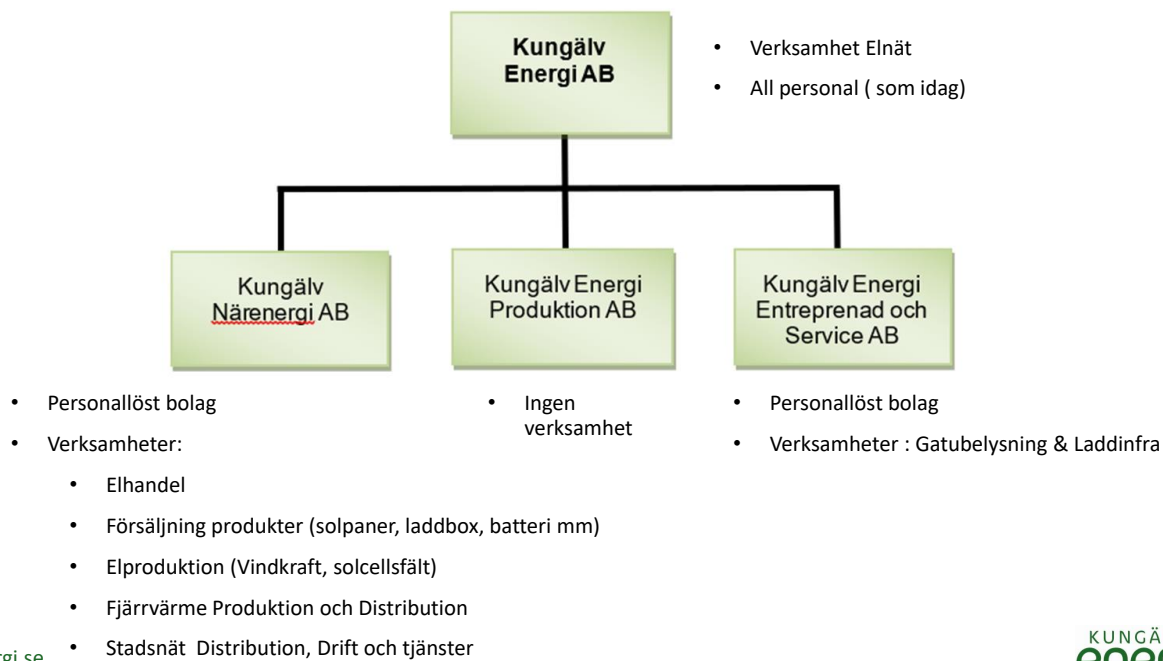 Kungälv
Energi AB
• Verksamhet Elnät
• All personal ( som idag)
Kungälv
Närenergi AB
Kungälv Energi
Produktion AB
Kungälv Energi
Entreprenad och
Service AB
• Personallöst bolag
• Verksamheter:
• Elhandel
• Försäljning produkter (solpaner, laddbox, batteri mm)
• Elproduktion (Vindkraft, solcellsfält)
• Fjärrvärme Produktion och Distribution
• Stadsnät Distribution, Drift och tjänster
• Ingen
verksamhet
• Personallöst bolag
• Verksamheter : Gatubelysning & Laddinfra